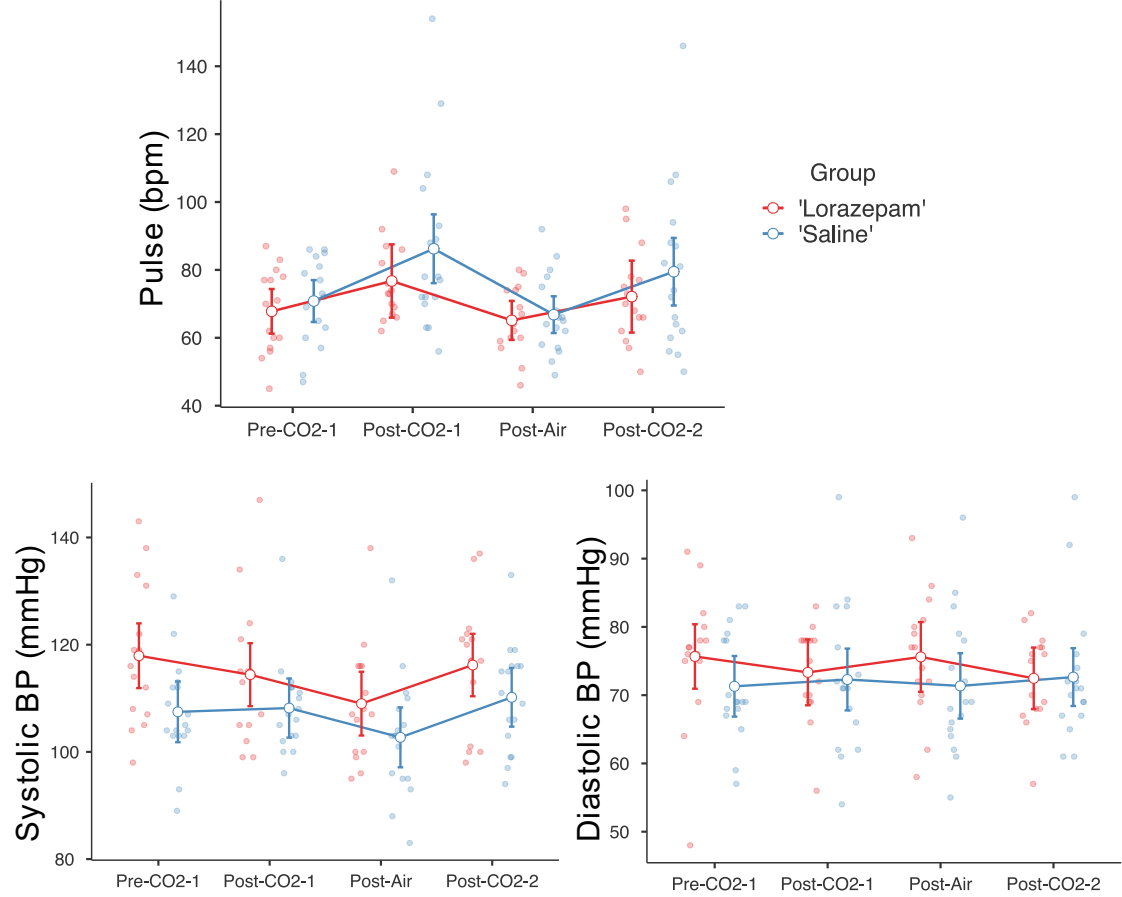 Pulse (bpm)
140
120
100
80
60
40
Pre-CO2-1 Post-CO2-1 Post-Air Post-CO2-2
Group
'Lorazepam'
'Saline'
Systolic BP (mmHg)
140
120
100
80
Pre-CO2-1 Post-CO2-1 Post-Air Post-CO2-2
Diastolic BP (mmHg)
100
90
80
70
60
50
Pre-CO2-1 Post-CO2-1 Post-Air Post-CO2-2